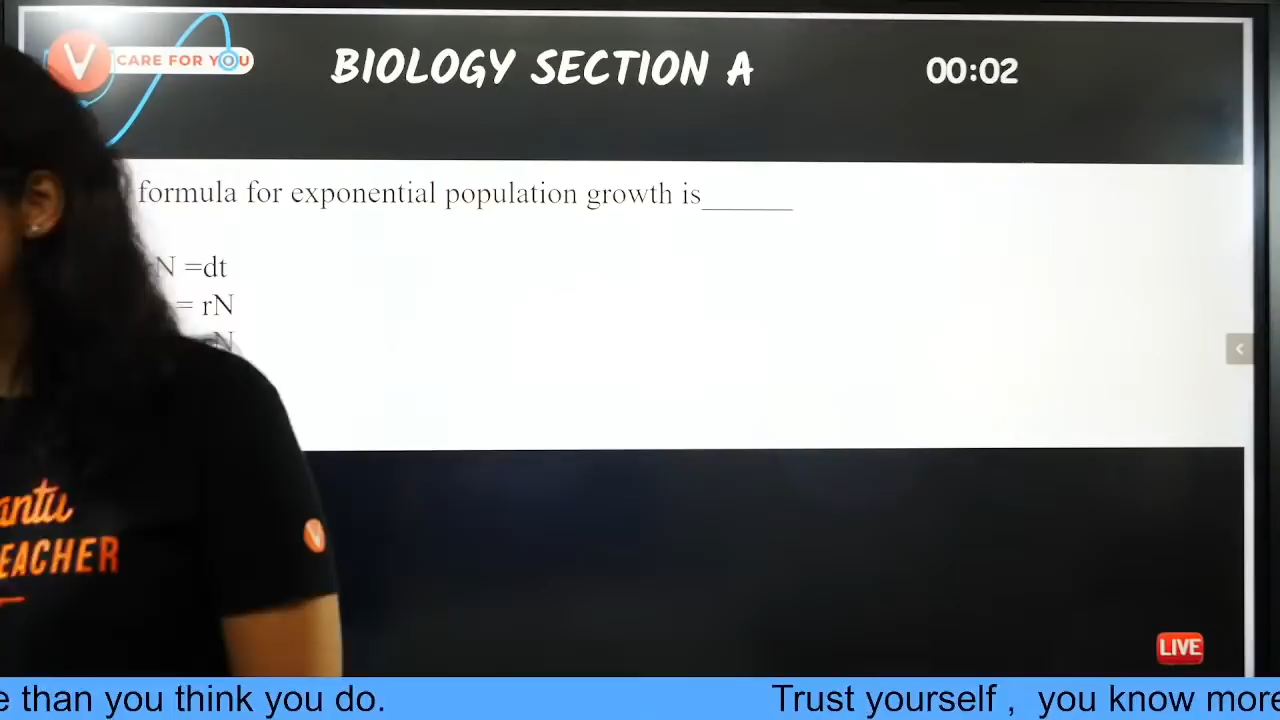 V CARE FOR YOU
BIOLOGY SECTION A
00:02
formula for exponential population growth is______
N =dt
= rN
N
antu
EACHER
V
LIVE
e than you think you do. Trust yourself , you know more